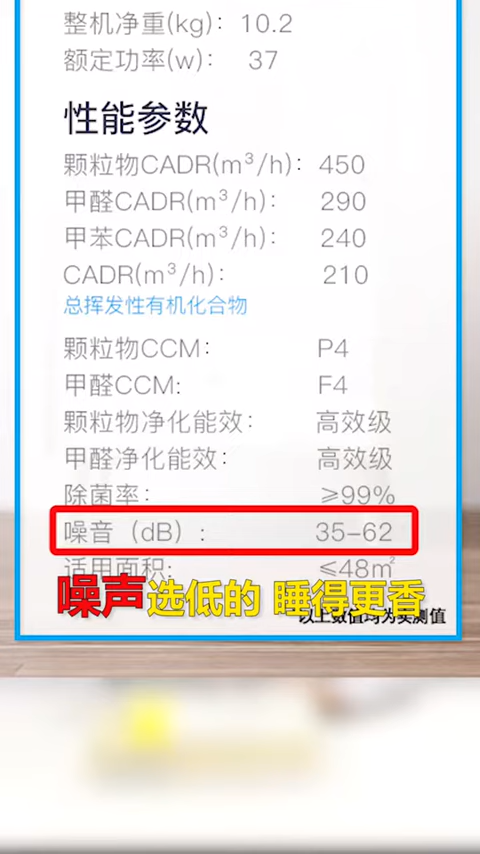 整机净重(kg)：10.2
额定功率(w)： 37
性能参数
颗粒物CADR(m³/h)：450
甲醛CADR(m³/h)： 290
甲苯CADR(m³/h)： 240
CADR(m³/h)： 210
总挥发性有机化合物
颗粒物CCM： P4
甲醛CCM: F4
颗粒物净化能效： 高效级
甲醛净化能效： 高效级
除菌率： ≥99%
噪音（dB）: 35-62
适用面积: ≤48㎡
噪声选低的 睡得更香
以上数值均为实测值